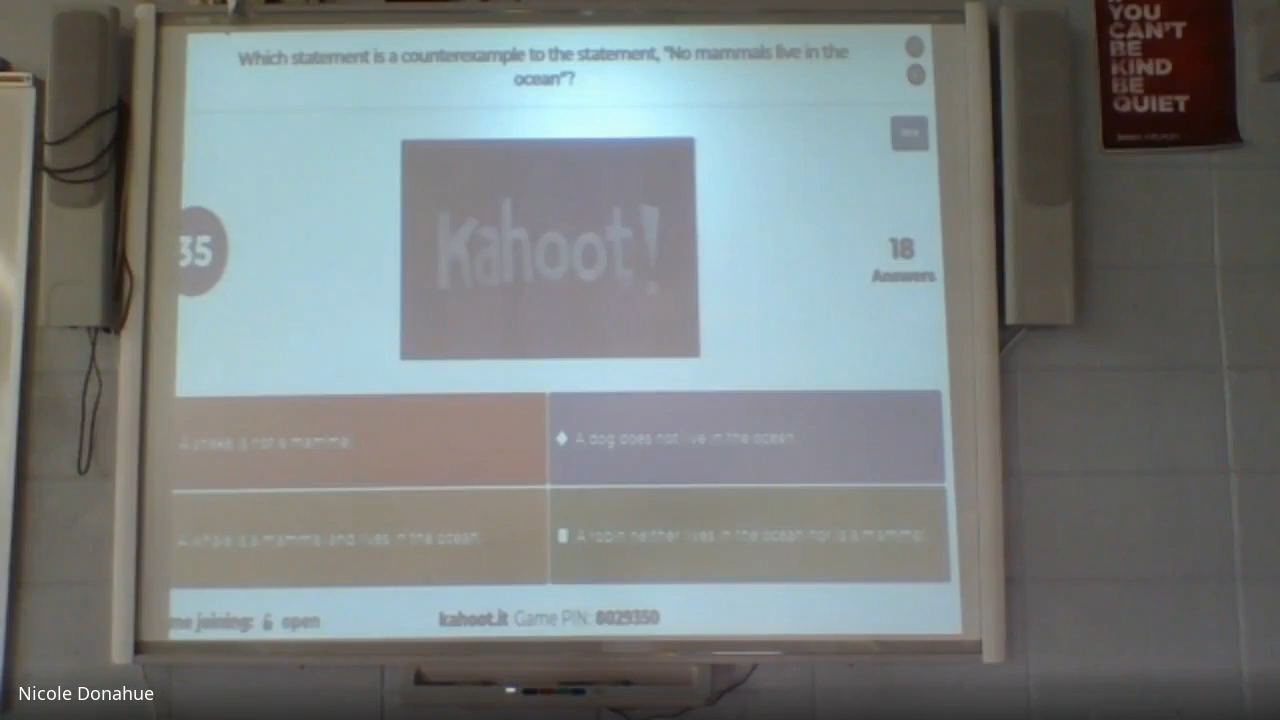 YOU
CAN'T
BE
KIND
BE
QUIET
Which statement is a counterexample to the statement, "No mammals live in the
ocean"?
Kahoot!
35
18
Answers
A snake is not a mammal.
A dog does not live in the ocean.
A whale is a mammal and lives in the ocean.
A robin neither lives in the ocean nor is a mammal.
me joining: open
kahoot.it Game PIN: 8029350
Nicole Donahue